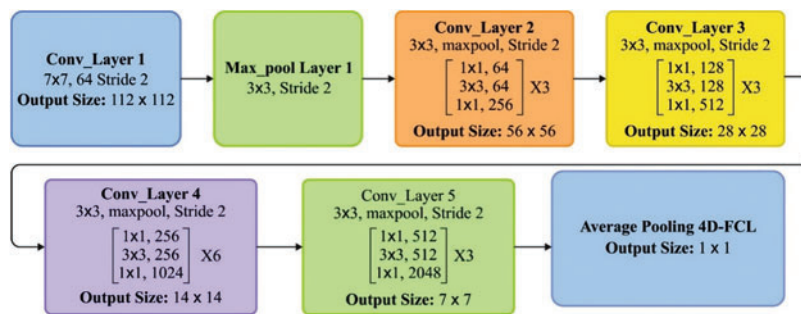 Conv_Layer 1
7x7, 64 Stride 2
Output Size: 112 x 112
Max_pool Layer 1
3x3, Stride 2
Conv_Layer 2
3x3, maxpool, Stride 2
1x1, 64
3x3, 64 X3
1x1, 256
Output Size: 56 x 56
Conv_Layer 3
3x3, maxpool, Stride 2
1x1, 128
3x3, 128 X3
1x1, 512
Output Size: 28 x 28
Conv_Layer 4
3x3, maxpool, Stride 2
1x1, 256
3x3, 256 X6
1x1, 1024
Output Size: 14 x 14
Conv_Layer 5
3x3, maxpool, Stride 2
1x1, 512
3x3, 512 X3
1x1, 2048
Output Size: 7 x 7
Average Pooling 4D-FCL
Output Size: 1 x 1